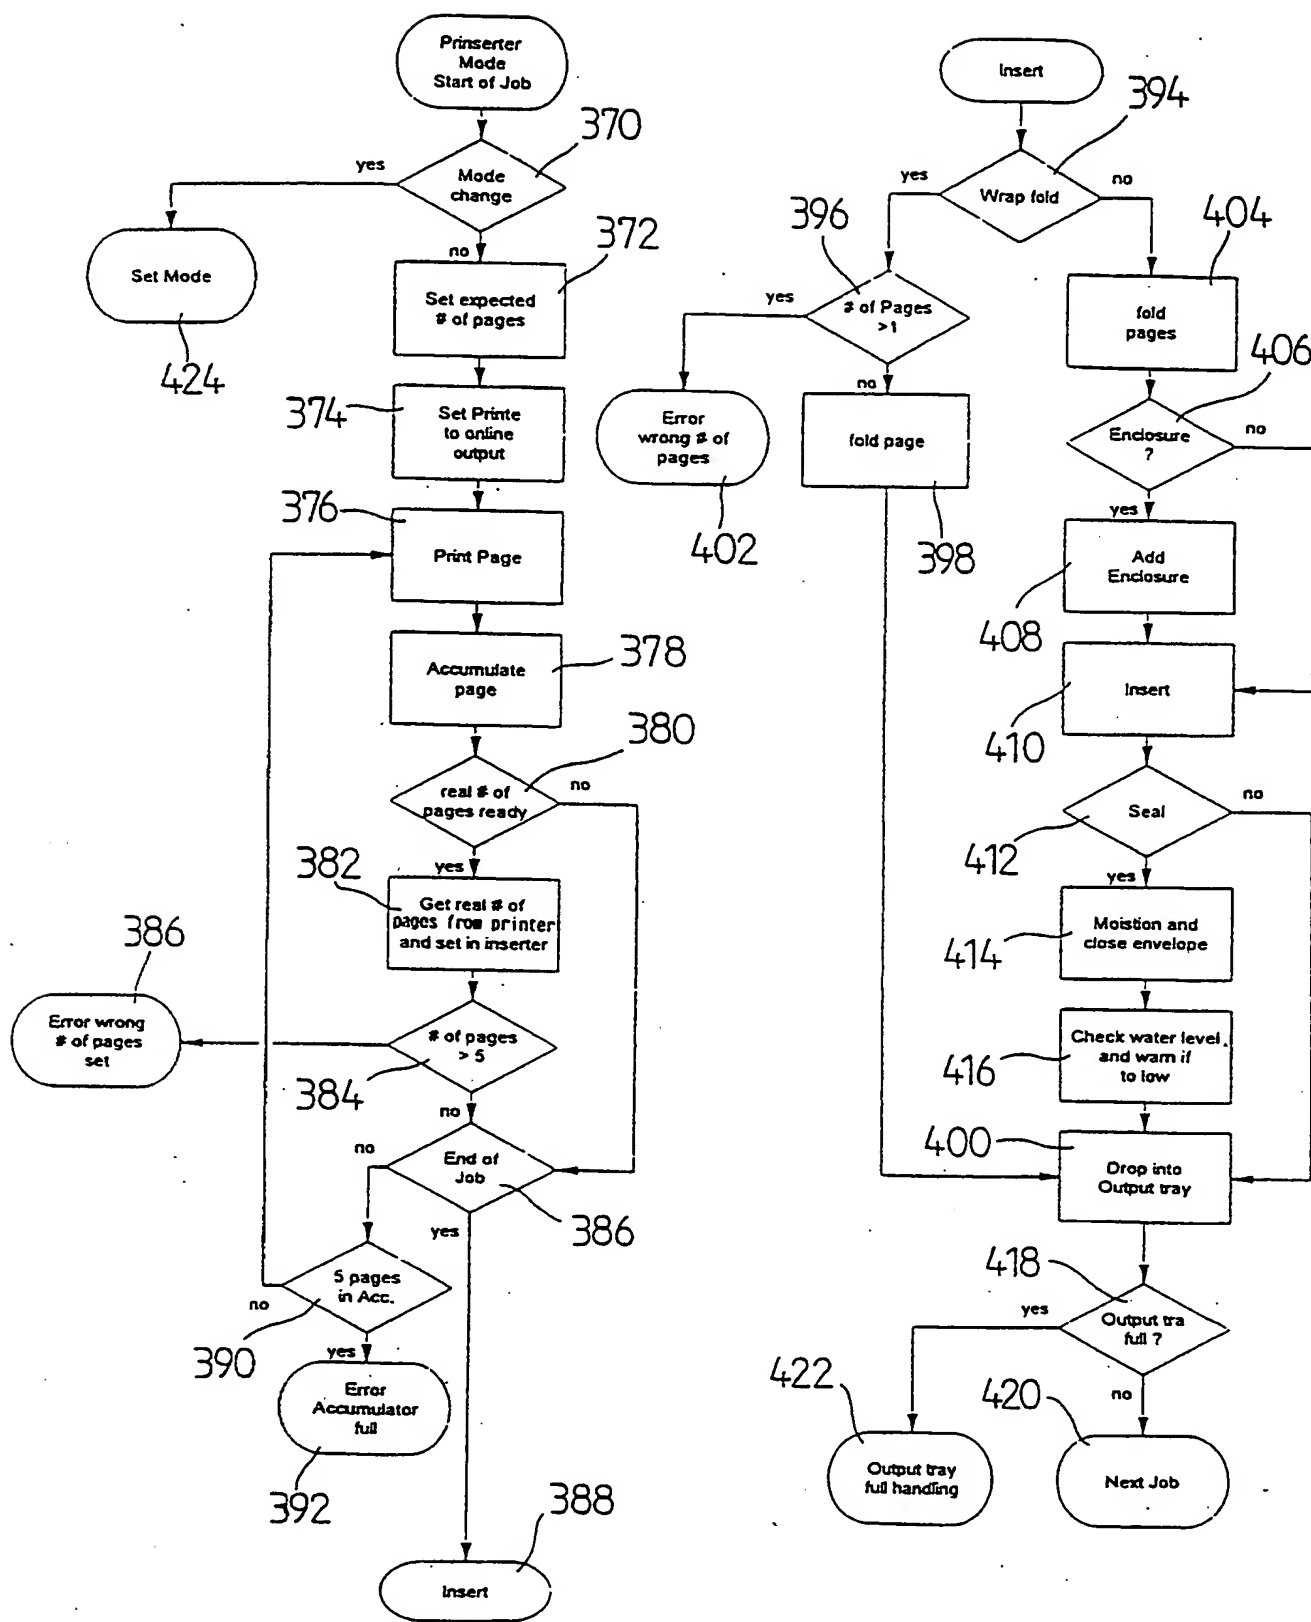 Prinserter
Mode
Start of Job
370
yes
Mode
change
no
372
Set Mode
424
Set expected
# of pages
374
Set Printe
to online
output
376
Print Page
378
Accumulate
page
380
real # of
pages ready
no
yes
382
Get real # of
pages from printer
and set in inserter
386
Error wrong
# of pages
set
# of pages
> 5
384
no
no
End of
Job
386
yes
5 pages
in Acc.
no
390
yes
Error
Accumulator
full
392
388
Insert
Insert
394
yes
Wrap fold
no
396
404
yes
# of Pages
>1
fold
pages
406
no
Error
wrong # of
pages
402
fold page
398
Enclosure
?
no
yes
Add
Enclosure
408
Insert
410
Seal
no
412
yes
Moistion and
close envelope
414
Check water level
and warn if
to low
416
400
Drop into
Output tray
418
yes
Output tra
full ?
422
420
no
Output tray
full handling
Next Job